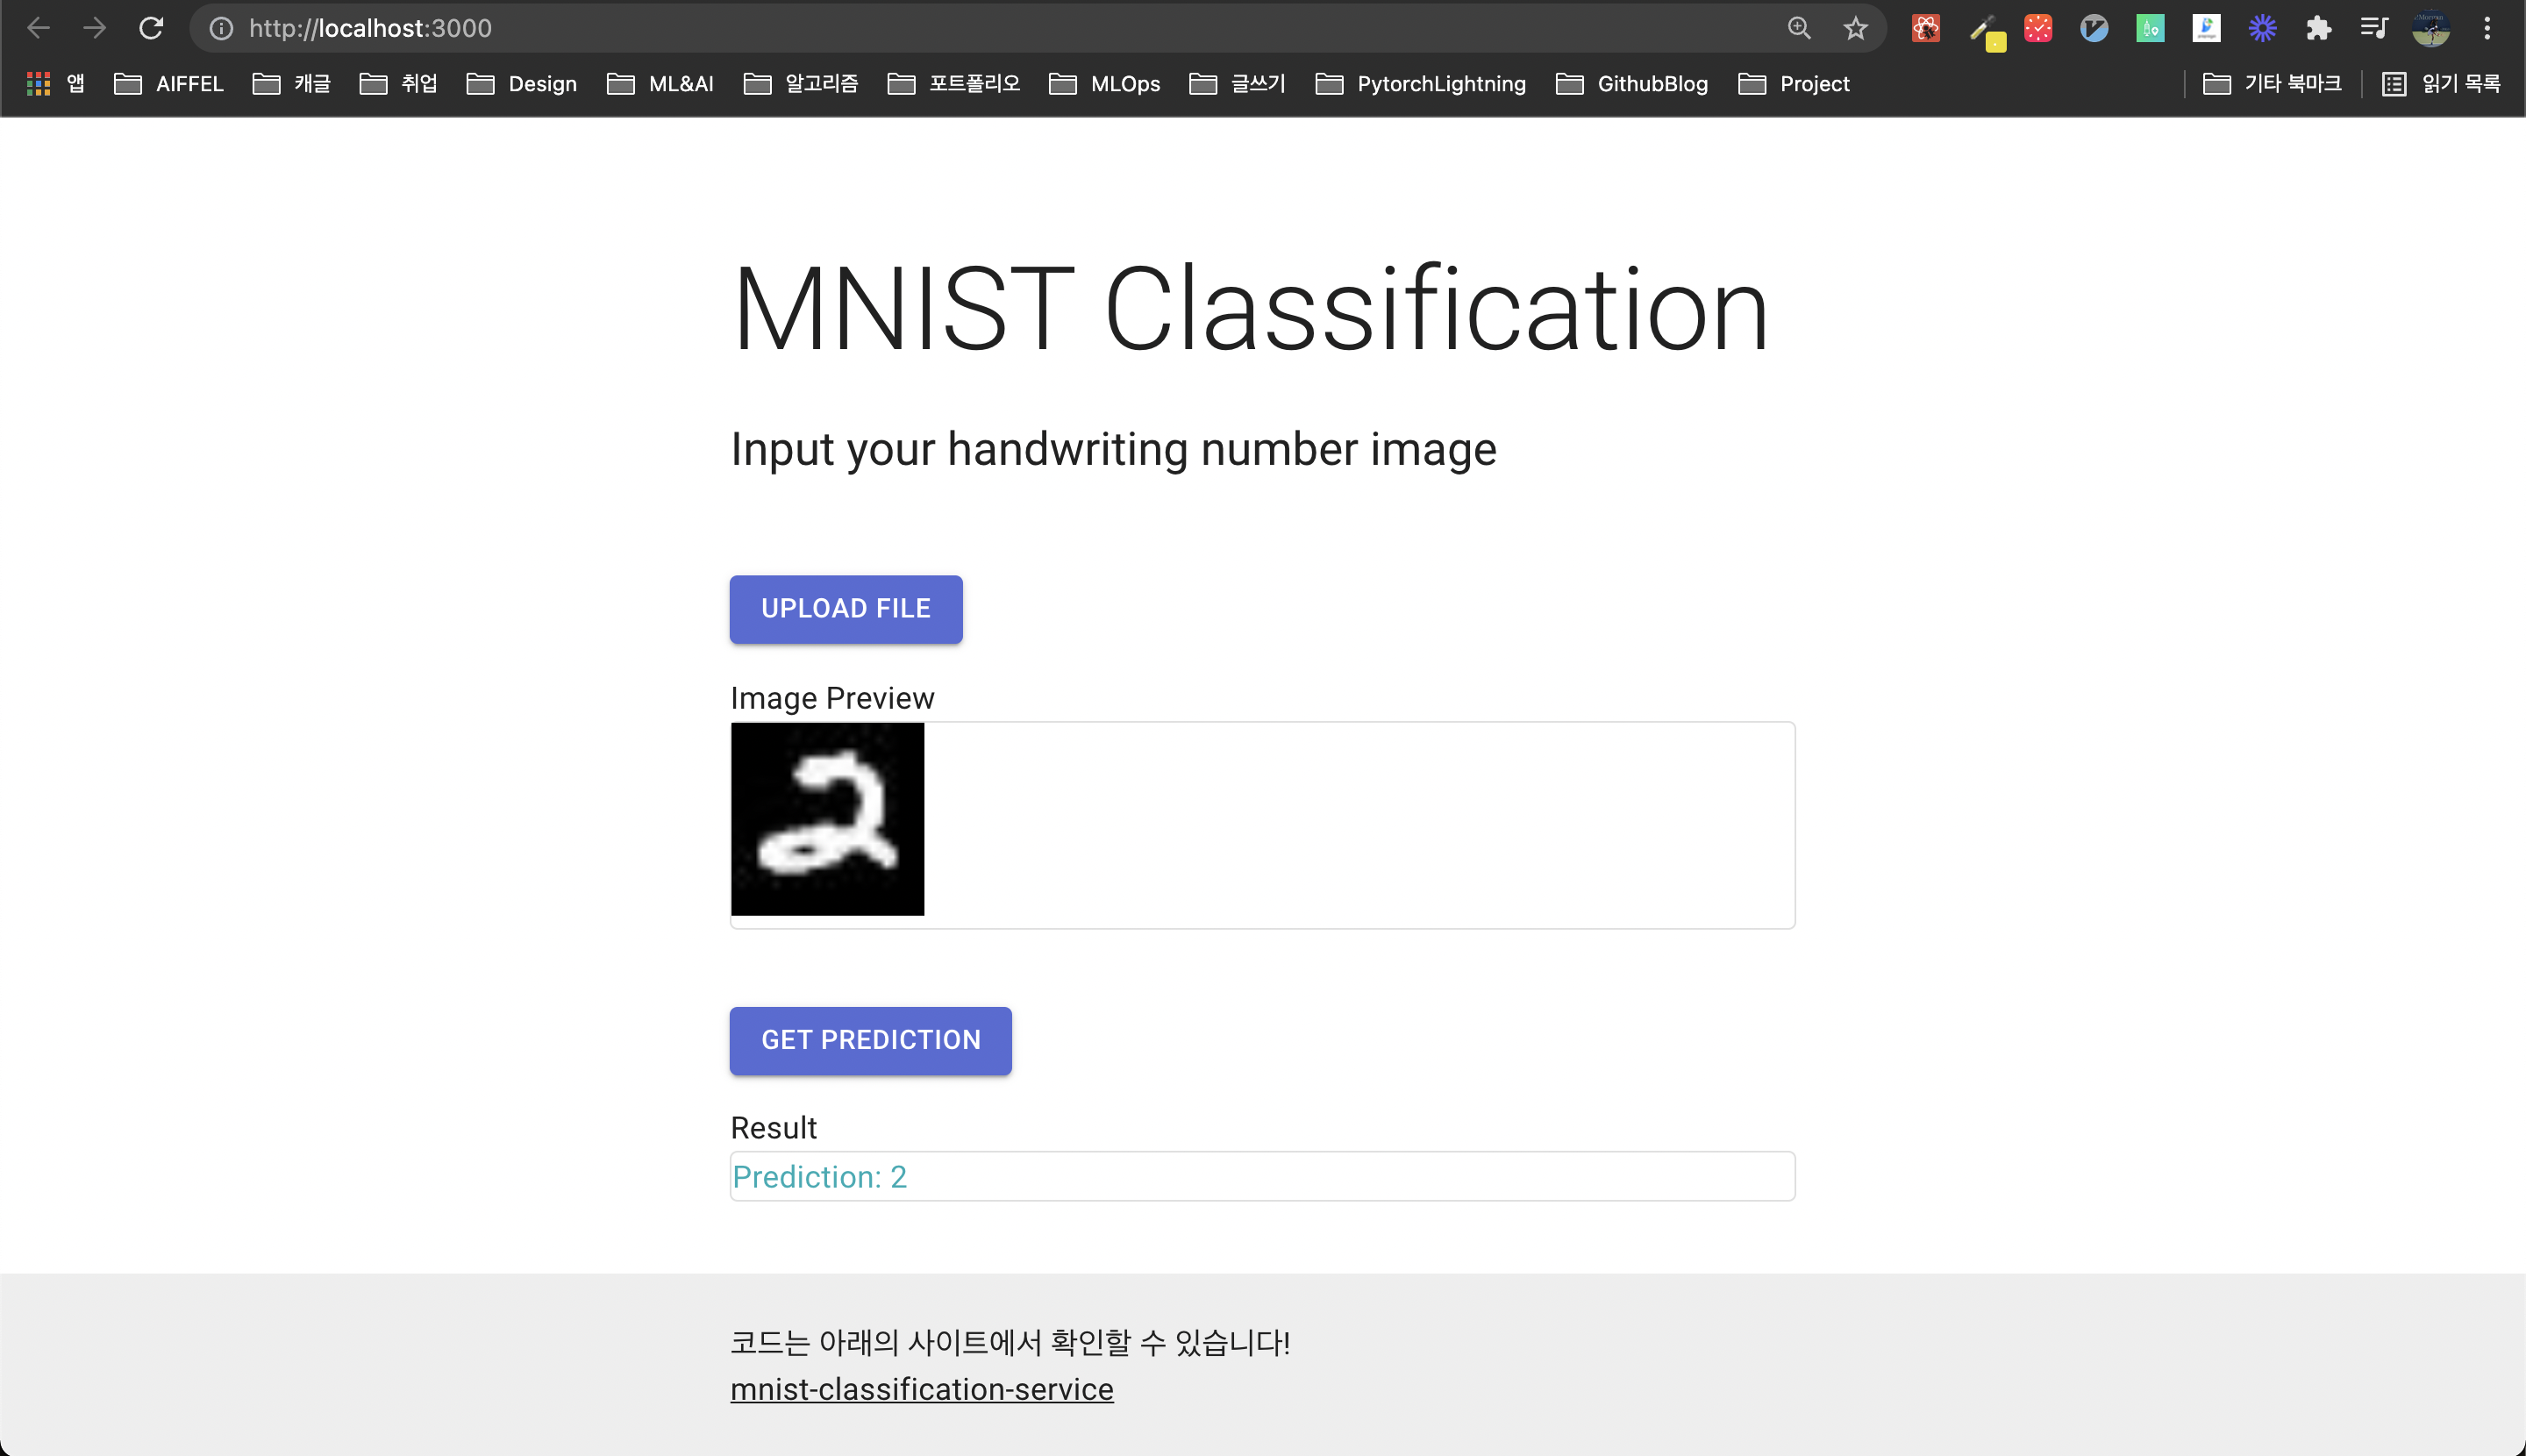 http://localhost:3000
앱 AIFFEL 캐글 취업 Design ML&AI 알고리즘 포트폴리오 MLOps 글쓰기 PytorchLightning GithubBlog Project 기타 북마크 읽기 목록
MNIST Classification
Input your handwriting number image
UPLOAD FILE
Image Preview
2
GET PREDICTION
Result
Prediction: 2
코드는 아래의 사이트에서 확인할 수 있습니다!
mnist-classification-service